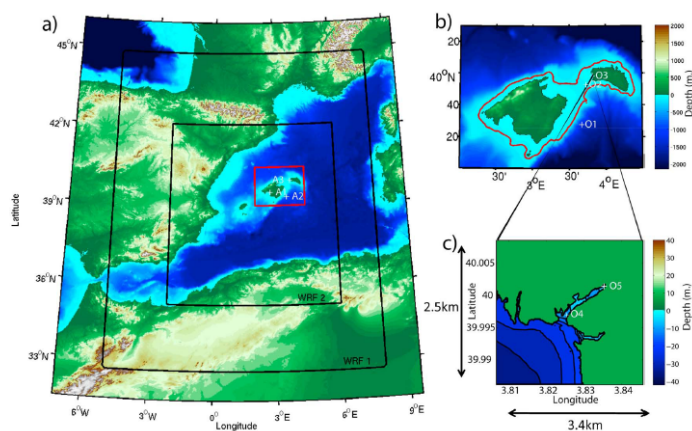 a)
45°N
42°N
39°N
36°N
33°N
Latitude
6°W
3°W
0°
3°E
6°E
9°E
Longitude
A3
A1
+ A2
WRF 2
WRF 1
b)
40°N
40
20
30'
3°E
30'
4°E
O3
+O1
2000
1500
1000
500
0
-500
-1000
-1500
-2000
Depth (m.)
c)
40.005
40
39.995
39.99
Latitude
2.5km
3.81
3.82
3.83
3.84
Longitude
3.4km
+ O5
O4
40
30
20
10
0
-10
-20
-30
-40
Depth (m.)